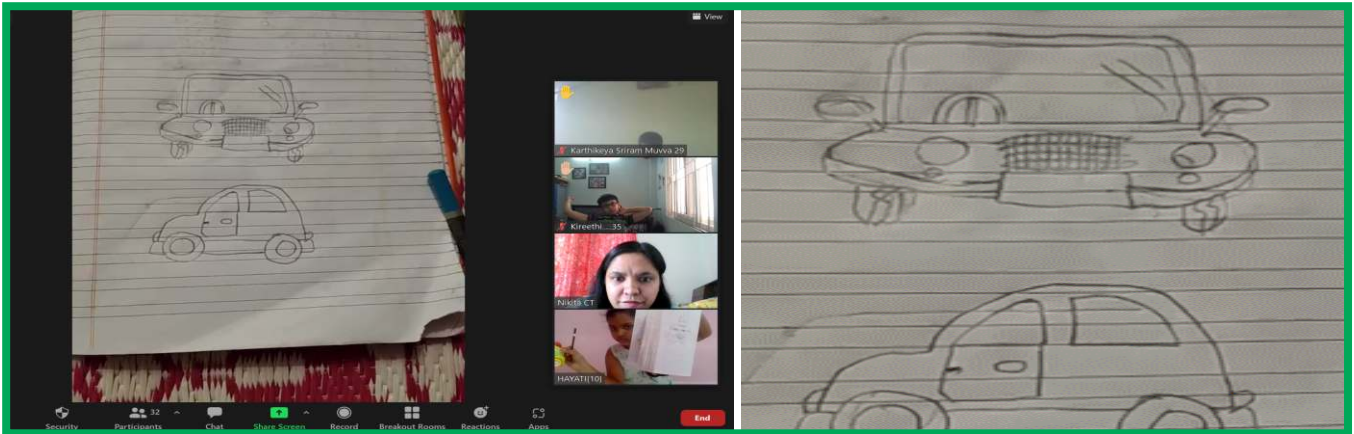 View
Karthikeya Sriram Muvva 29
Kireethi....35
Nikita CT
HAYATI(10)
32
Security
Participants
Chat
Share Screen
Record
Breakout Rooms
Reactions
Apps
End